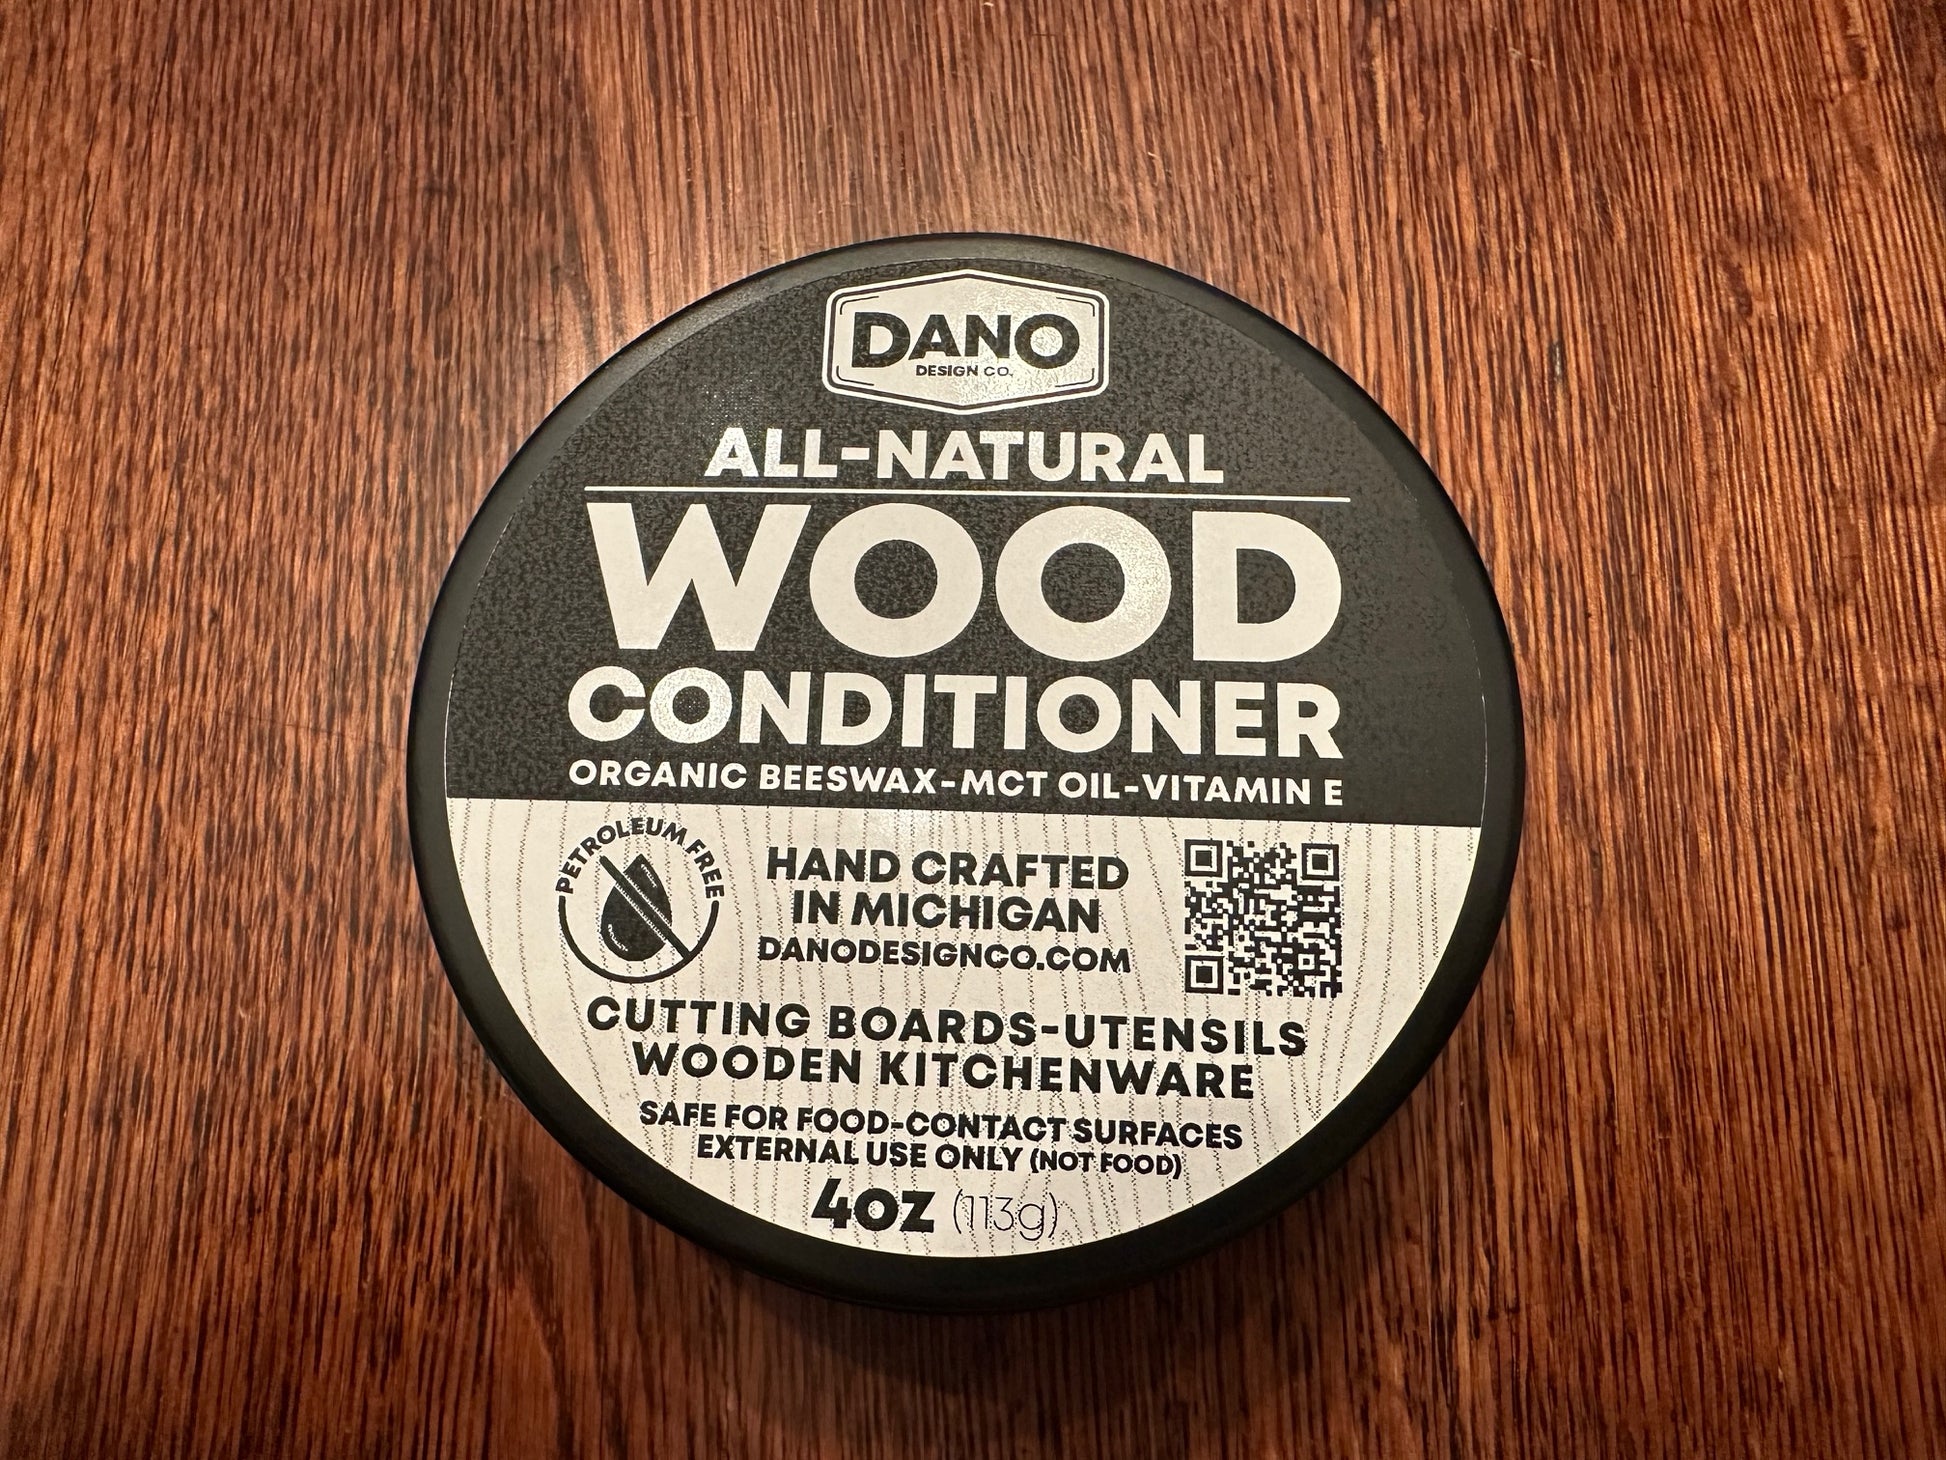 DANO
DESIGN CO.
ALL-NATURAL
WOOD
CONDITIONER
ORGANIC BEESWAX-MCT OIL-VITAMIN E
PETROLEUM FREE
HAND CRAFTED
IN MICHIGAN
DANODESIGNCO.COM
CUTTING BOARDS-UTENSILS
WOODEN KITCHENWARE
SAFE FOR FOOD-CONTACT SURFACES
EXTERNAL USE ONLY (NOT FOOD)
4OZ (113g)